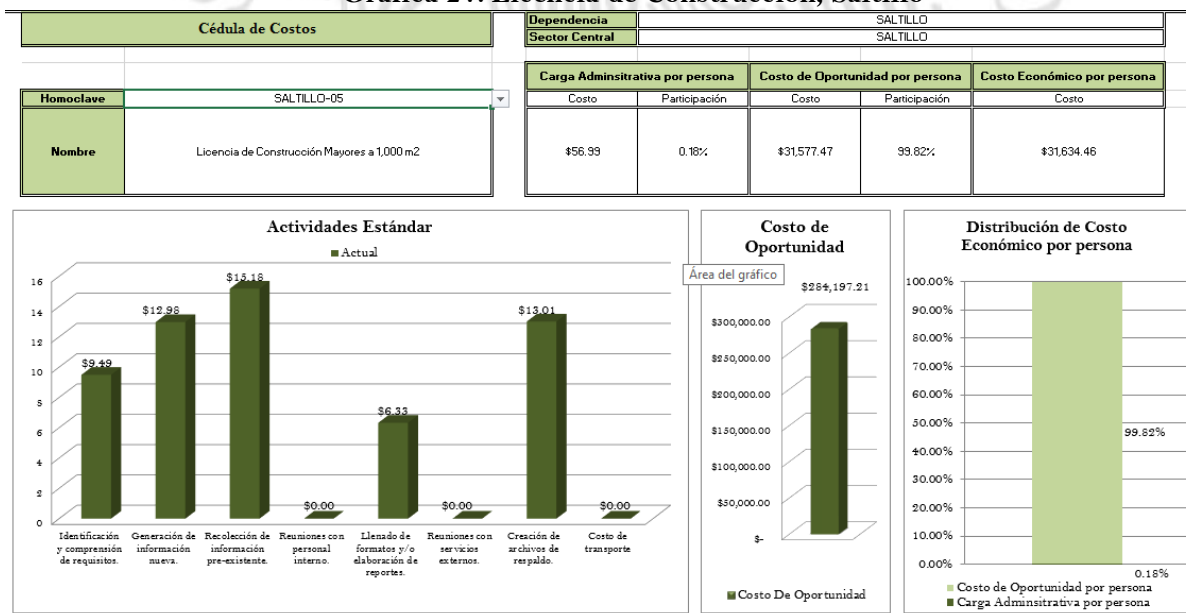 Gráfica 27. Licencia de Construcción, Saltillo
Cédula de Costos
Dependencia SALTILLO
Sector Central SALTILLO
Carga Adminsitrativa por persona Costo de Oportunidad por persona Costo Económico por persona
Homoclave SALTILLO-05 Costo Participación Costo Participación Costo
Nombre Licencia de Construcción Mayores a 1,000 m2 $56.99 0.18% $31,577.47 99.82% $31,634.46
Actividades Estándar
Actual
16
14
12
10
8
6
4
2
0
$9.49
$12.98
$15.18
$0.00
$6.33
$0.00
$13.01
$0.00
Identificación
y comprensión
de requisitos.
Generación de
información
nueva.
Recolección de
información
pre-existente.
Reuniones con
personal
interno.
Llenado de
formatos y/o
elaboración de
reportes.
Reuniones con
servicios
externos.
Creación de
archivos de
respaldo.
Costo de
transporte
Costo de
Oportunidad
Área del gráfico
$284,197.21
$300,000.00
$250,000.00
$200,000.00
$150,000.00
$100,000.00
$50,000.00
$-
Costo De Oportunidad
Distribución de Costo
Económico por persona
100.00%
90.00%
80.00%
70.00%
60.00%
50.00%
40.00%
30.00%
20.00%
10.00%
0.00%
99.82%
0.18%
Costo de Oportunidad por persona
Carga Adminsitrativa por persona